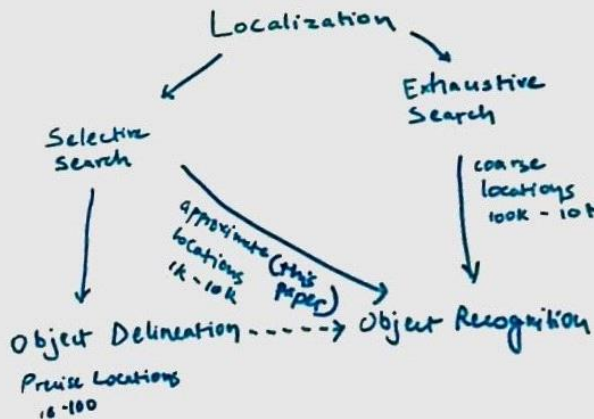 Localization
Selective
Search
Exhaustive
Search
coarse
locations
approximate (this
locations paper)
1k - 10k
Object Delineation
Object Recognition
Precise Locations